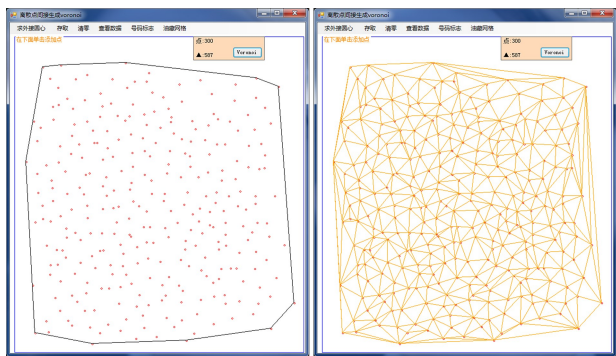 离散点间接生成voronoi
求外接圆心 存取 清零 查看数据 号码标志 油藏网格
在下面单击添加点
点:300
▲:587
Voronoi
离散点间接生成voronoi
求外接圆心 存取 清零 查看数据 号码标志 油藏网格
在下面单击添加点
点:300
▲:587
Voronoi